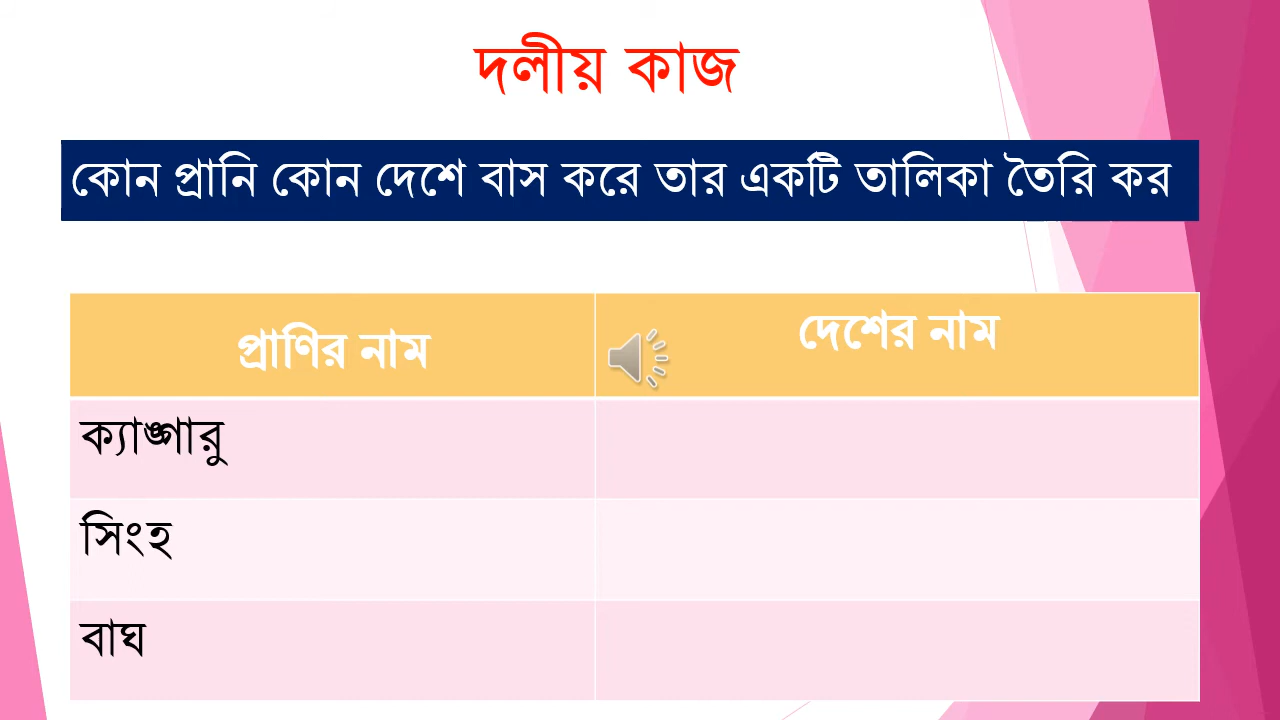 দলীয় কাজ
কোন প্রানি কোন দেশে বাস করে তার একটি তালিকা তৈরি কর
প্রাণির নাম
দেশের নাম
ক্যাঙ্গারু
সিংহ
বাঘ